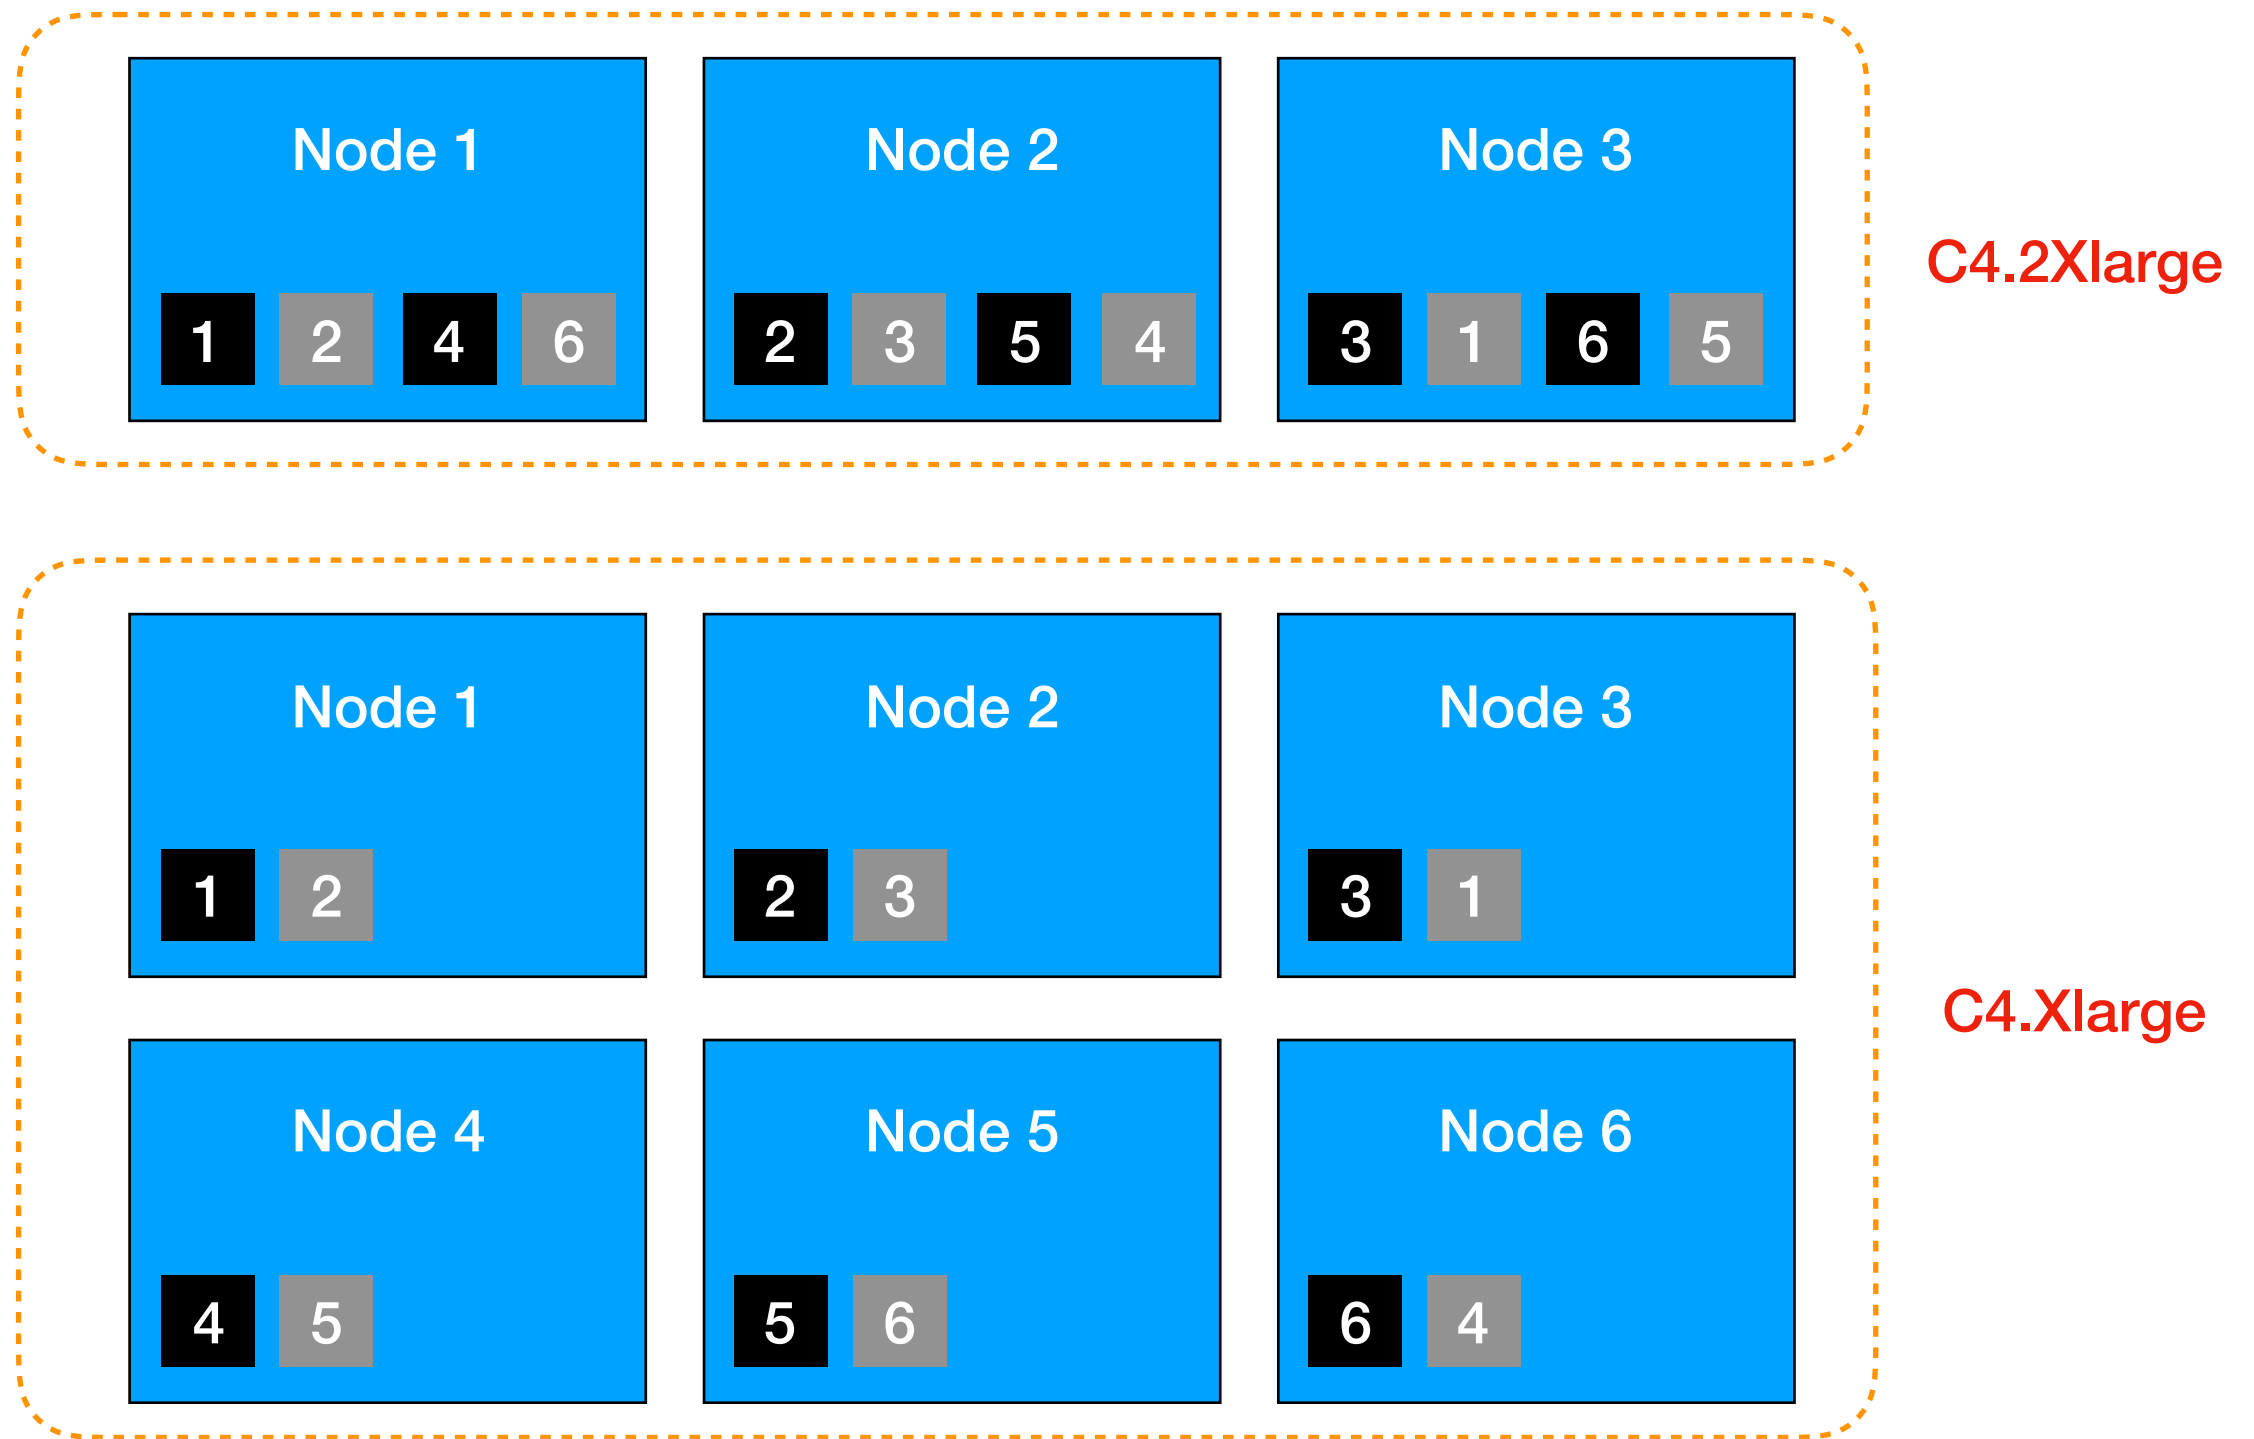 Node 1
Node 2
Node 3
C4.2Xlarge
1 2 4 6
2 3 5 4
3 1 6 5
Node 1
Node 2
Node 3
1 2
2 3
3 1
C4.Xlarge
Node 4
Node 5
Node 6
4 5
5 6
6 4